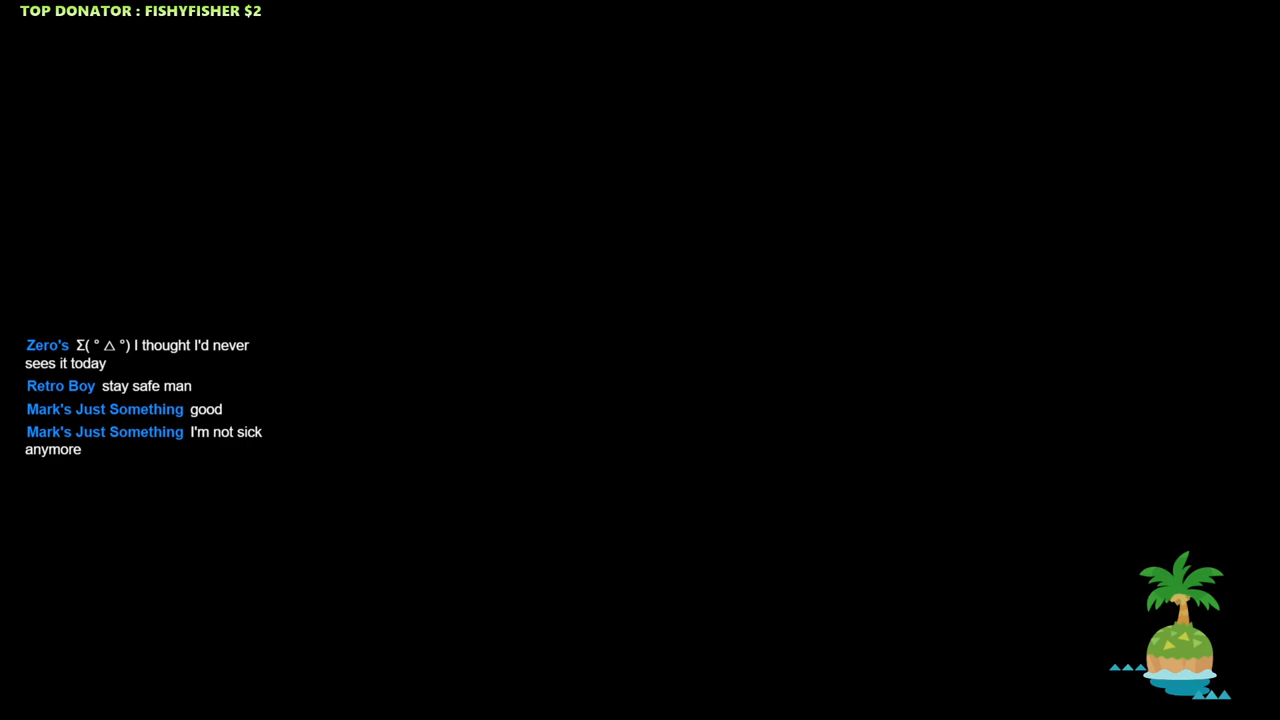 TOP DONATOR : FISHYFISHER $2
Zero's Σ( ° △ °) I thought I'd never
sees it today
Retro Boy stay safe man
Mark's Just Something good
Mark's Just Something I'm not sick
anymore